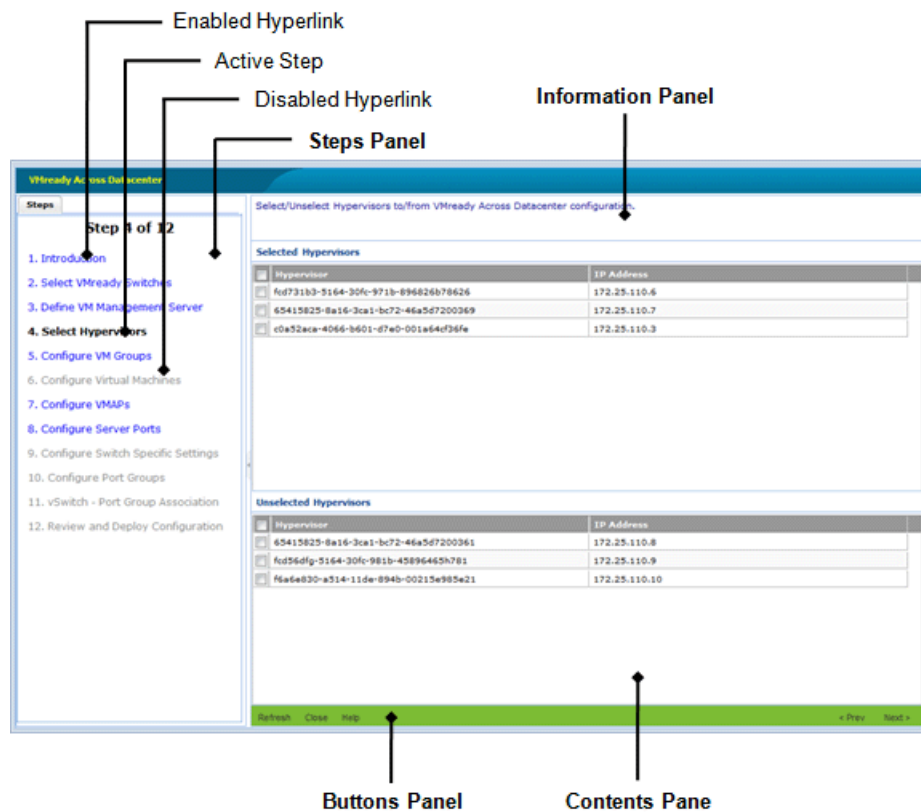 Enabled Hyperlink
Active Step
Disabled Hyperlink
Information Panel
Steps Panel
VMready Across Datacenter
Steps
Select/Unselect Hypervisors to/from VMready Across Datacenter configuration.
Step 4 of 12
1. Introduction
2. Select VMready Switches
3. Define VM Management Server
4. Select Hypervisors
5. Configure VM Groups
6. Configure Virtual Machines
7. Configure VMAPs
8. Configure Server Ports
9. Configure Switch Specific Settings
10. Configure Port Groups
11. vSwitch - Port Group Association
12. Review and Deploy Configuration
Selected Hypervisors
Hypervisor IP Address
fcd731b3-5164-30fc-971b-896826b78626 172.25.110.6
65415825-8a16-3ca1-bc72-46a5d7200369 172.25.110.7
c0a52aca-4066-b601-d7e0-001a64cf36fe 172.25.110.3
Unselected Hypervisors
Hypervisor IP Address
65415825-8a16-3ca1-bc72-46a5d7200361 172.25.110.8
fcd56dfg-5164-30fc-981b-45896465h781 172.25.110.9
f6a6e830-a514-11de-894b-00215e985e21 172.25.110.10
Refresh Close Help < Prev Next >
Buttons Panel
Contents Pane